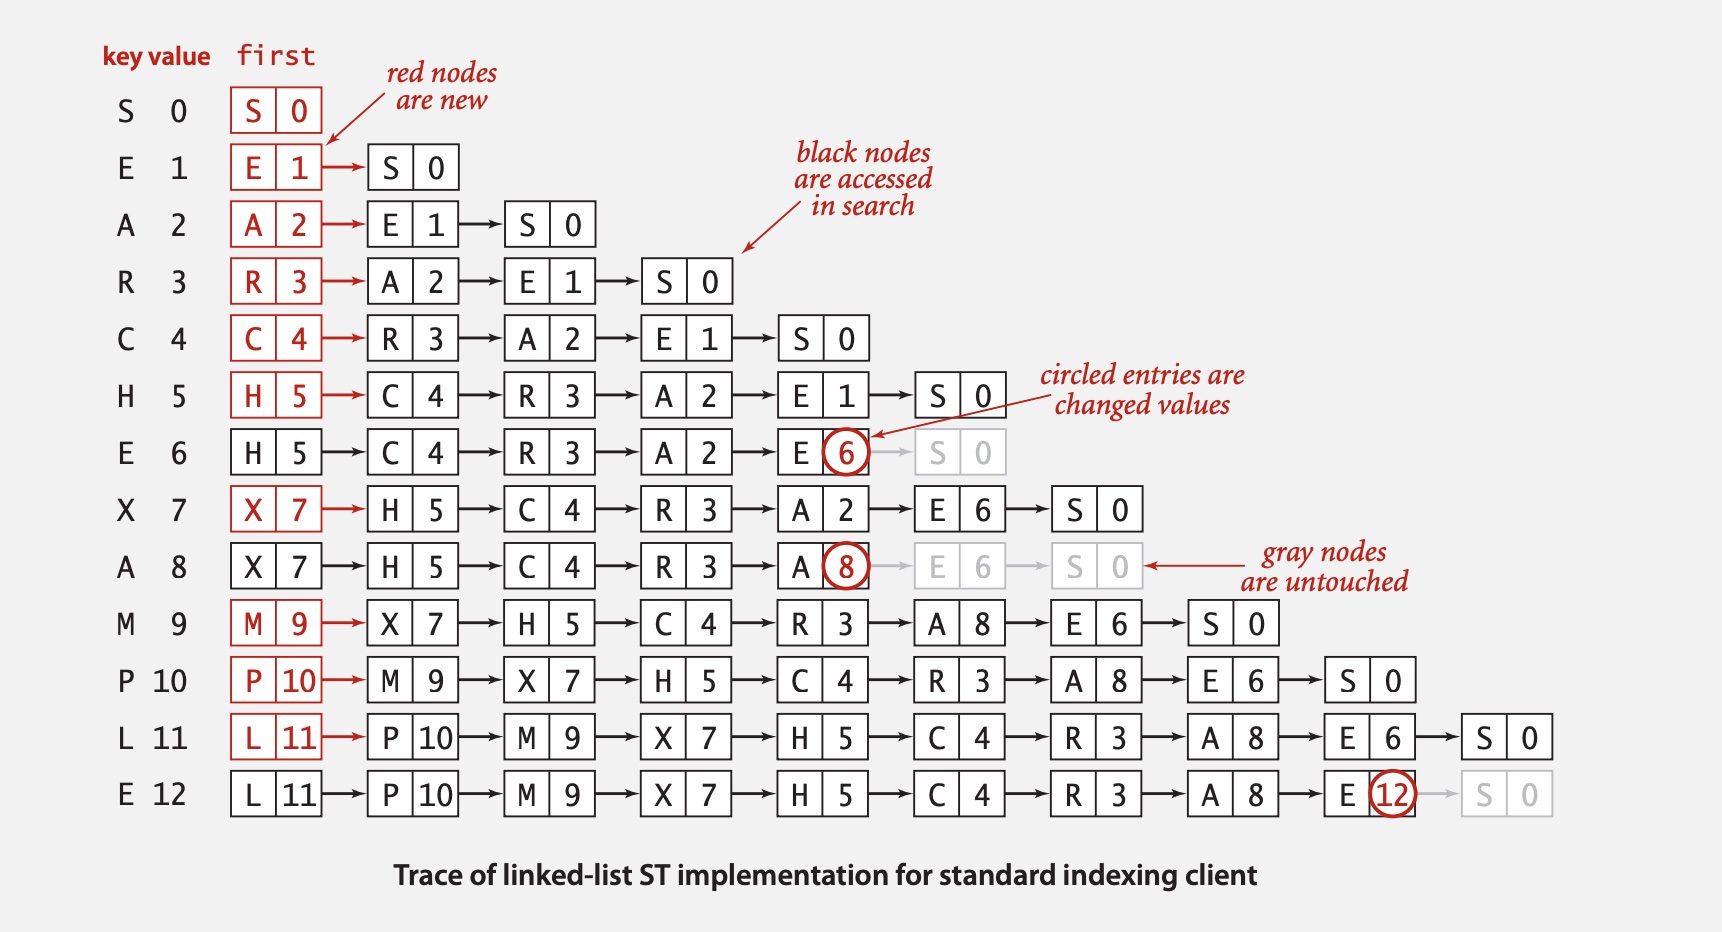 key value first
red nodes
are new
S 0 S 0
E 1 E 1 S 0
black nodes
are accessed
in search
A 2 A 2 E 1 S 0
R 3 R 3 A 2 E 1 S 0
C 4 C 4 R 3 A 2 E 1 S 0
circled entries are
changed values
H 5 H 5 C 4 R 3 A 2 E 1 S 0
E 6 H 5 C 4 R 3 A 2 E 6 S 0
X 7 X 7 H 5 C 4 R 3 A 2 E 6 S 0
gray nodes
are untouched
A 8 X 7 H 5 C 4 R 3 A 8 E 6 S 0
M 9 M 9 X 7 H 5 C 4 R 3 A 8 E 6 S 0
P 10 P 10 M 9 X 7 H 5 C 4 R 3 A 8 E 6 S 0
L 11 L 11 P 10 M 9 X 7 H 5 C 4 R 3 A 8 E 6 S 0
E 12 L 11 P 10 M 9 X 7 H 5 C 4 R 3 A 8 E 12 S 0
Trace of linked-list ST implementation for standard indexing client